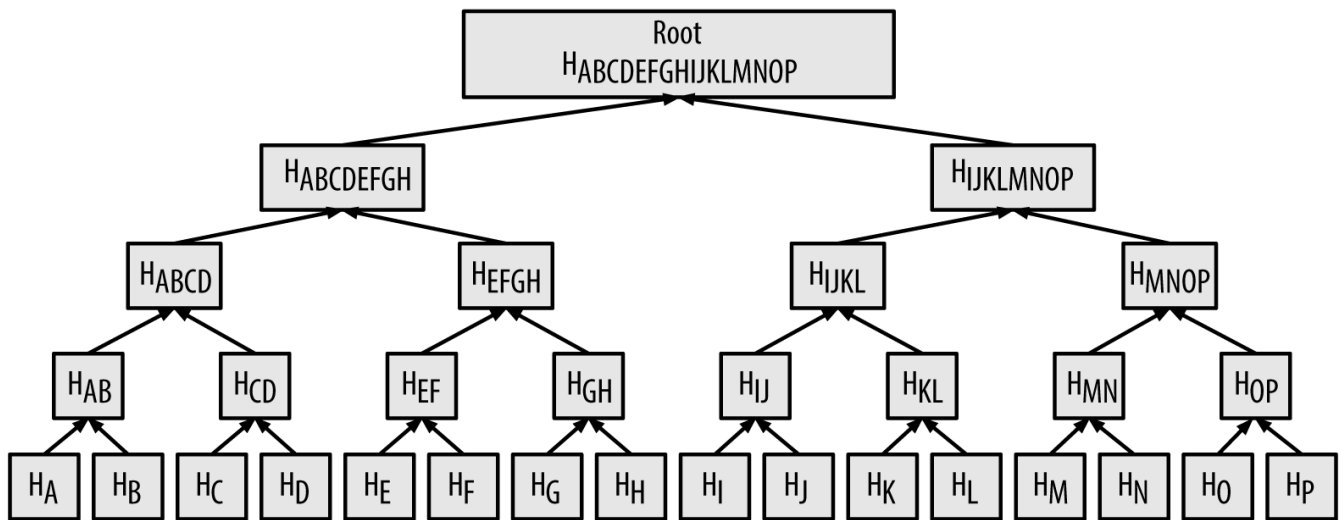 Root
HABCDEFGHIJKLMNOP
HABCDEFGH HIJKLMNOP
HABCD HEFGH HIJKL HMNOP
HAB HCD HEF HGH HIJ HKL HMN HOP
HA HB HC HD HE HF HG HH HI HJ HK HL HM HN HO HP